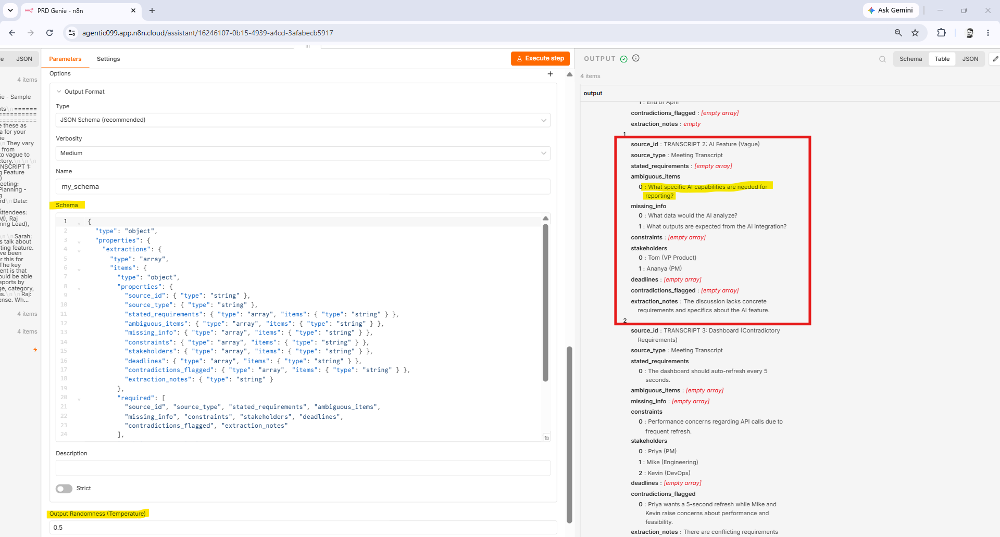 PRD Genie - n8n
Ask Gemini
agentic099.app.n8n.cloud/assistant/16246107-0b15-4939-a4cd-3afabecb5917
JSON
4 items
ie - Sample
pts\n ======
these as
a for your
ie
\n They vary
from
to vague to
ctory.\n\n\n
NSCRIPT 1:
g Feature
)
eeting:
Planning -
g
rd Date:
,
Attendees:
M), Raj
ring Lead),
\n\n Sarah:
s talk about
rting feature.
ve been
r this for
The key
ent is that
ould be able
eports by
ge, category,
us.\n\n Raj:
ense. Wh...
4 items
4 items
Parameters
Settings
Execute step
Options
Output Format
Type
JSON Schema (recommended)
Verbosity
Medium
Name
my_schema
Schema
1 {
2 "type": "object",
3 "properties": {
4 "extractions": {
5 "type": "array",
6 "items": {
7 "type": "object",
8 "properties": {
9 "source_id": { "type": "string" },
10 "source_type": { "type": "string" },
11 "stated_requirements": { "type": "array", "items": { "type": "string" } },
12 "ambiguous_items": { "type": "array", "items": { "type": "string" } },
13 "missing_info": { "type": "array", "items": { "type": "string" } },
14 "constraints": { "type": "array", "items": { "type": "string" } },
15 "stakeholders": { "type": "array", "items": { "type": "string" } },
16 "deadlines": { "type": "array", "items": { "type": "string" } },
17 "contradictions_flagged": { "type": "array", "items": { "type": "string" } },
18 "extraction_notes": { "type": "string" }
19 },
20 "required": [
21 "source_id", "source_type", "stated_requirements", "ambiguous_items",
22 "missing_info", "constraints", "stakeholders", "deadlines",
23 "contradictions_flagged", "extraction_notes"
24 ],
Description
Strict
Output Randomness (Temperature)
0.5
OUTPUT
Schema
Table
JSON
4 items
output
1 : End of April
contradictions_flagged : [empty array]
extraction_notes : empty
1
source_id : TRANSCRIPT 2: AI Feature (Vague)
source_type : Meeting Transcript
stated_requirements : [empty array]
ambiguous_items
0 : What specific AI capabilities are needed for
reporting?
missing_info
0 : What data would the AI analyze?
1 : What outputs are expected from the AI integration?
constraints : [empty array]
stakeholders
0 : Tom (VP Product)
1 : Ananya (PM)
deadlines : [empty array]
contradictions_flagged : [empty array]
extraction_notes : The discussion lacks concrete
requirements and specifics about the AI feature.
2
source_id : TRANSCRIPT 3: Dashboard (Contradictory
Requirements)
source_type : Meeting Transcript
stated_requirements
0 : The dashboard should auto-refresh every 5
seconds.
ambiguous_items : [empty array]
missing_info : [empty array]
constraints
0 : Performance concerns regarding API calls due to
frequent refresh.
stakeholders
0 : Priya (PM)
1 : Mike (Engineering)
2 : Kevin (DevOps)
deadlines : [empty array]
contradictions_flagged
0 : Priya wants a 5-second refresh while Mike and
Kevin raise concerns about performance and
feasibility.
extraction_notes : There are conflicting requirements